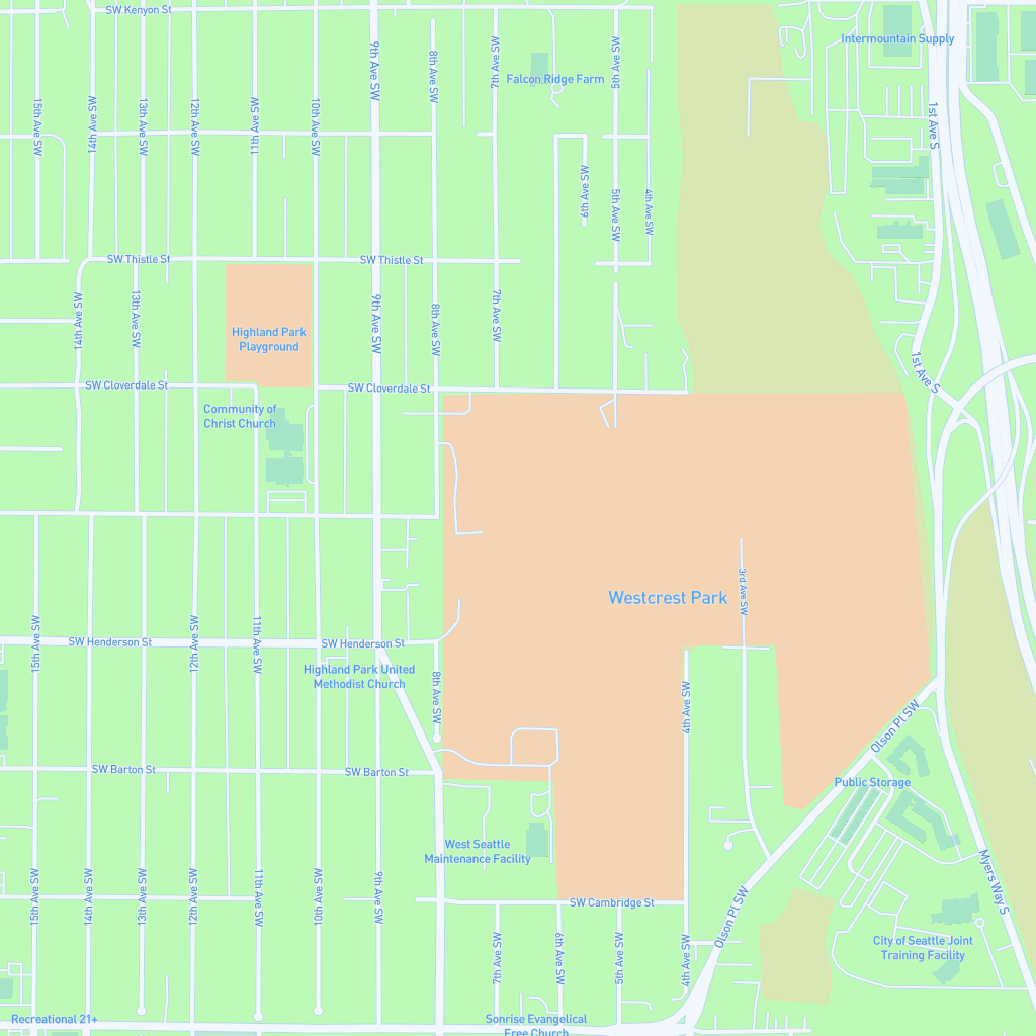 SW Kenyon St
Intermountain Supply
9th Ave SW
8th Ave SW
7th Ave SW
5th Ave SW
Falcon Ridge Farm
15th Ave SW
14th Ave SW
13th Ave SW
12th Ave SW
11th Ave SW
10th Ave SW
1st Ave S
6th Ave SW
5th Ave SW
4th Ave SW
SW Thistle St
SW Thistle St
14th Ave SW
13th Ave SW
9th Ave SW
8th Ave SW
7th Ave SW
Highland Park
Playground
1st Ave S
SW Cloverdale St
SW Cloverdale St
Community of
Christ Church
Westcrest Park
3rd Ave SW
15th Ave SW
12th Ave SW
11th Ave SW
SW Henderson St
SW Henderson St
Highland Park United
Methodist Church
8th Ave SW
4th Ave SW
Olson Pl SW
SW Barton St
SW Barton St
Public Storage
West Seattle
Maintenance Facility
15th Ave SW
14th Ave SW
13th Ave SW
12th Ave SW
11th Ave SW
10th Ave SW
9th Ave SW
Myers Way S
SW Cambridge St
Olson Pl SW
7th Ave SW
6th Ave SW
5th Ave SW
4th Ave SW
City of Seattle Joint
Training Facility
Recreational 21+
Sonrise Evangelical
Free Church